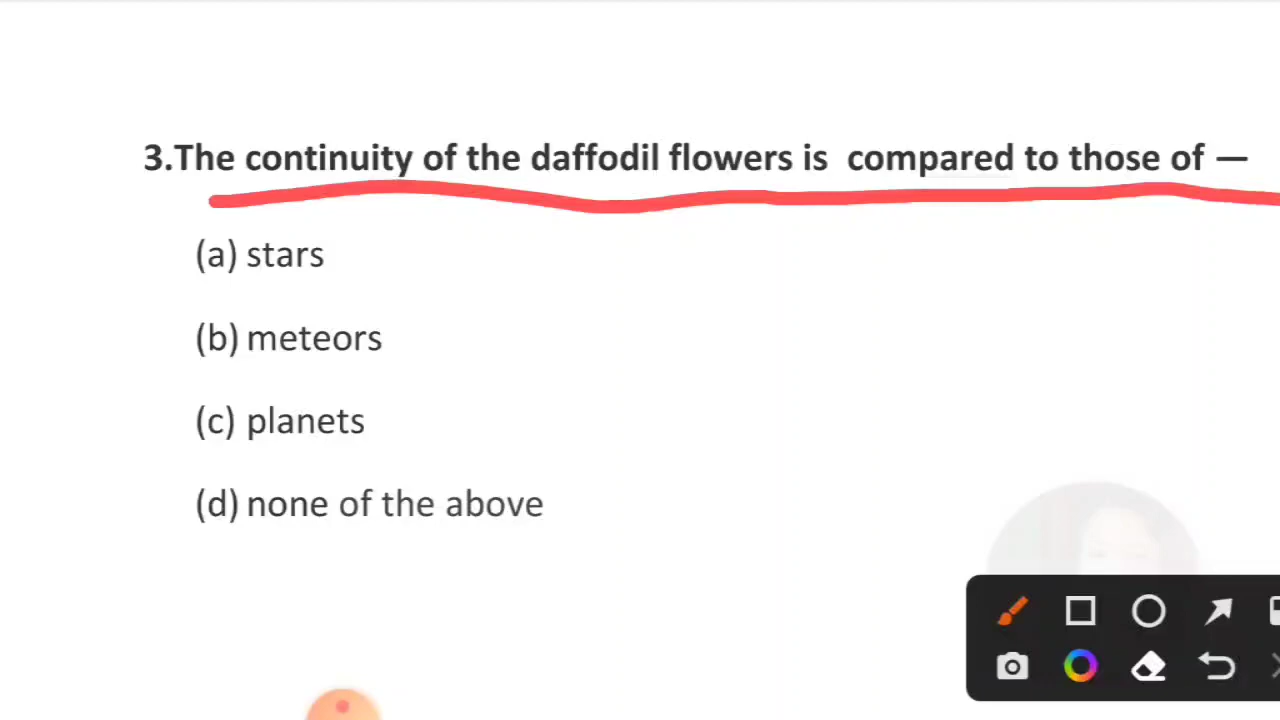 3.The continuity of the daffodil flowers is compared to those of —
(a) stars
(b) meteors
(c) planets
(d) none of the above